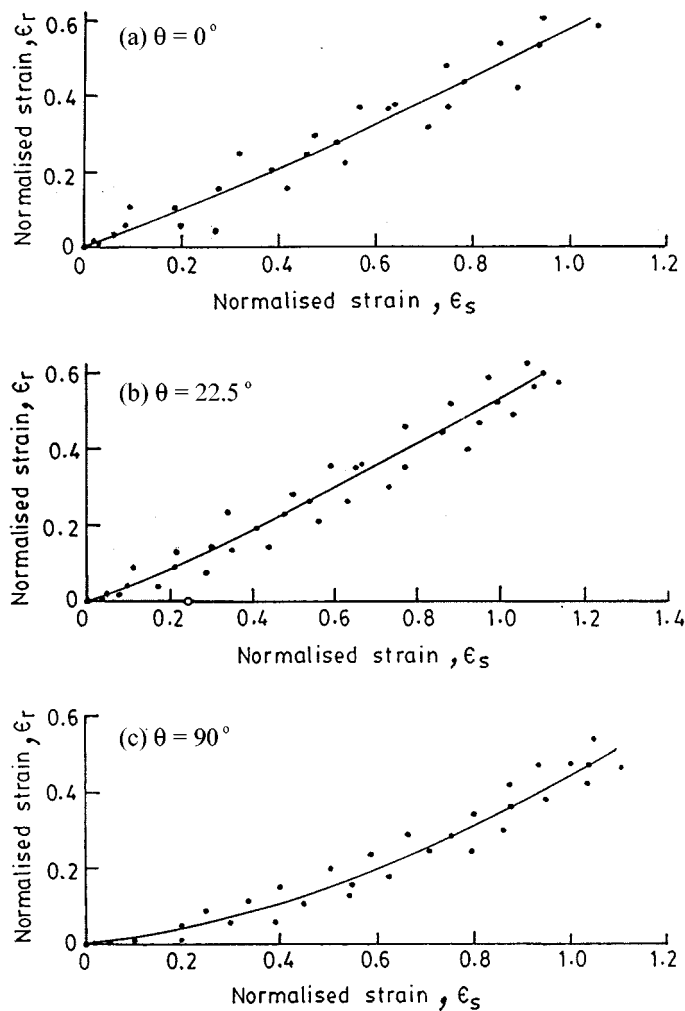 (a) θ = 0°
Normalised strain, ϵr
0.6
0.4
0.2
0
0 0.2 0.4 0.6 0.8 1.0 1.2
Normalised strain, ϵs
(b) θ = 22.5°
Normalised strain, ϵr
0.6
0.4
0.2
0
0 0.2 0.4 0.6 0.8 1.0 1.2 1.4
Normalised strain, ϵs
(c) θ = 90°
Normalised strain, ϵr
0.6
0.4
0.2
0
0 0.2 0.4 0.6 0.8 1.0 1.2
Normalised strain, ϵs